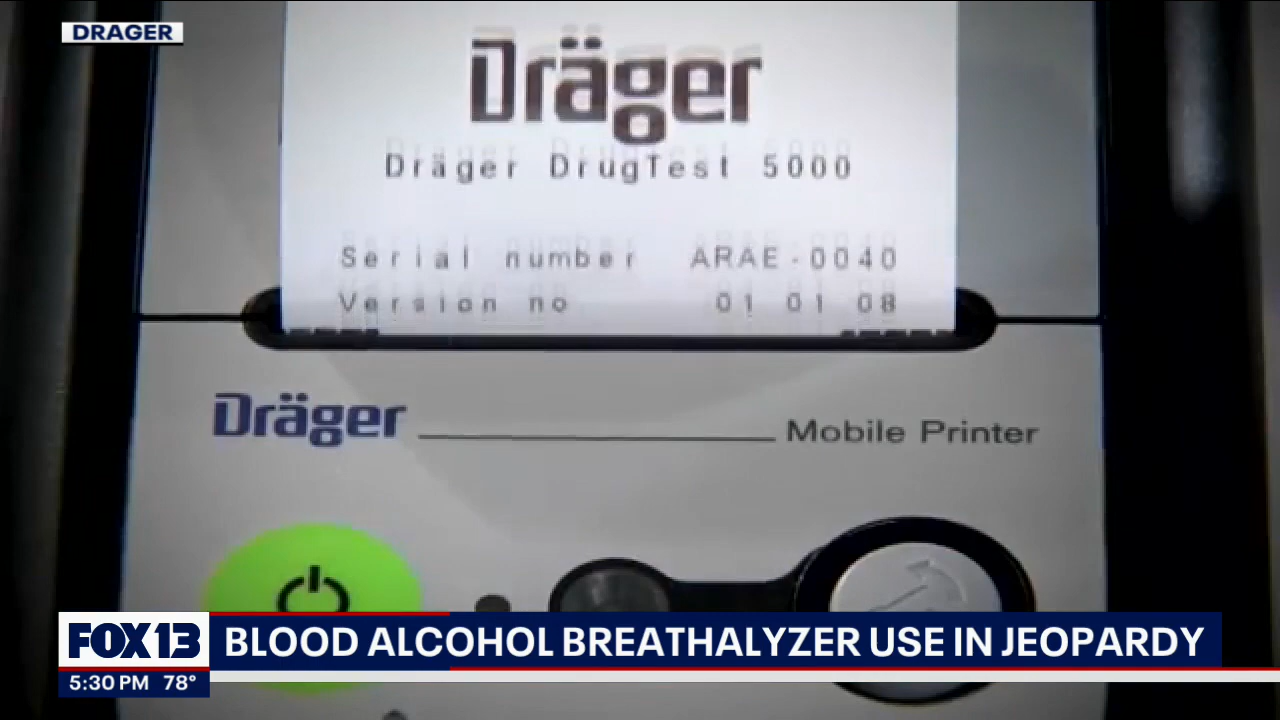 DRAGER
Dräger
Dräger DrugTest 5000
Serial number ARAE-0040
Version no 01 01 08
Dräger Mobile Printer
FOX 13 BLOOD ALCOHOL BREATHALYZER USE IN JEOPARDY
5:30 PM 78°